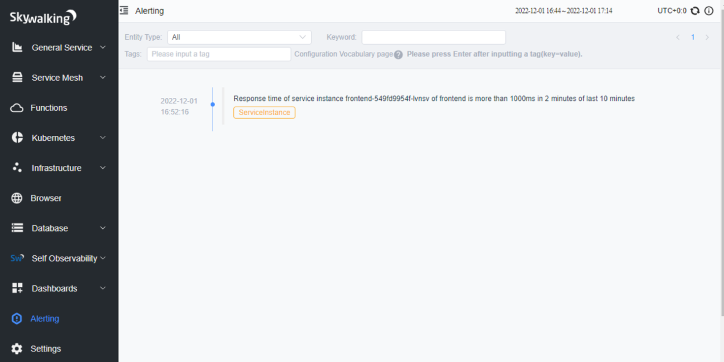 Skywalking
General Service
Service Mesh
Functions
Kubernetes
Infrastructure
Browser
Database
Sw Self Observability
Dashboards
Alerting
Settings
Alerting 2022-12-01 16:44 ~ 2022-12-01 17:14 UTC+0:0
Entity Type: All Keyword: < 1 >
Tags: Please input a tag Configuration Vocabulary page ? Please press Enter after inputting a tag(key=value).
2022-12-01
16:52:16
Response time of service instance frontend-549fd9954f-lvnsv of frontend is more than 1000ms in 2 minutes of last 10 minutes
ServiceInstance